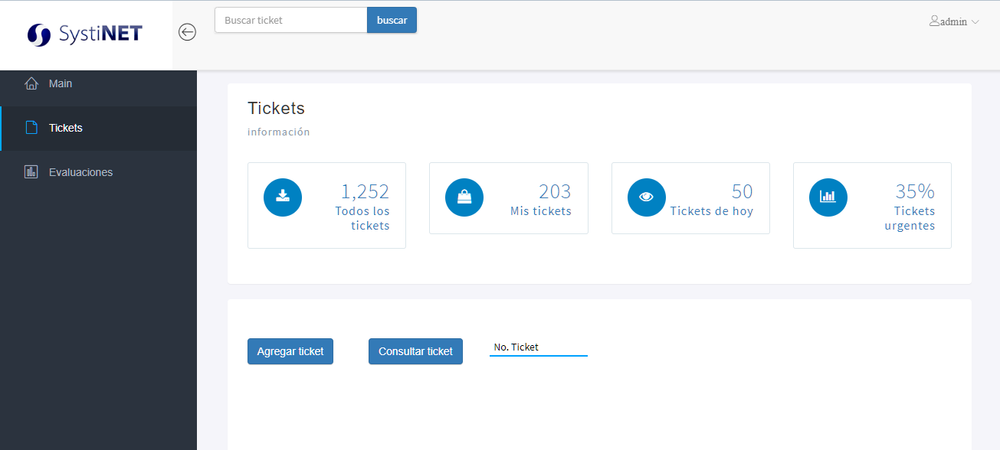 SystiNET
Buscar ticket
buscar
admin
Main
Tickets
Evaluaciones
Tickets
información
1,252
Todos los
tickets
203
Mis tickets
50
Tickets de hoy
35%
Tickets
urgentes
Agregar ticket
Consultar ticket
No. Ticket